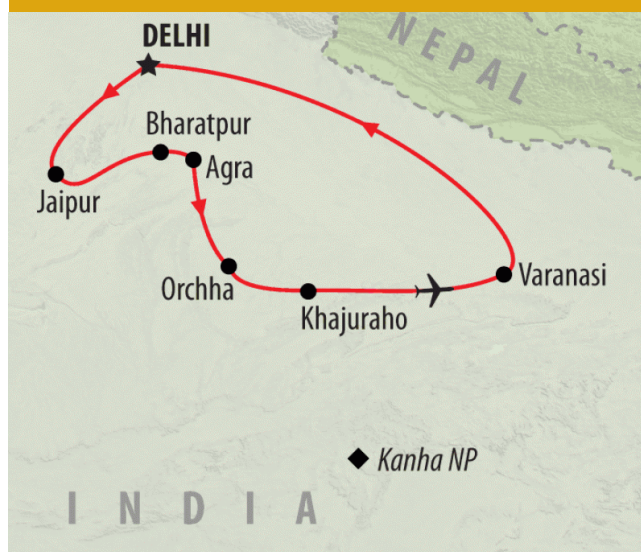 DELHI
NEPAL
Bharatpur
Agra
Jaipur
Orchha
Khajuraho
Varanasi
Kanha NP
INDIA